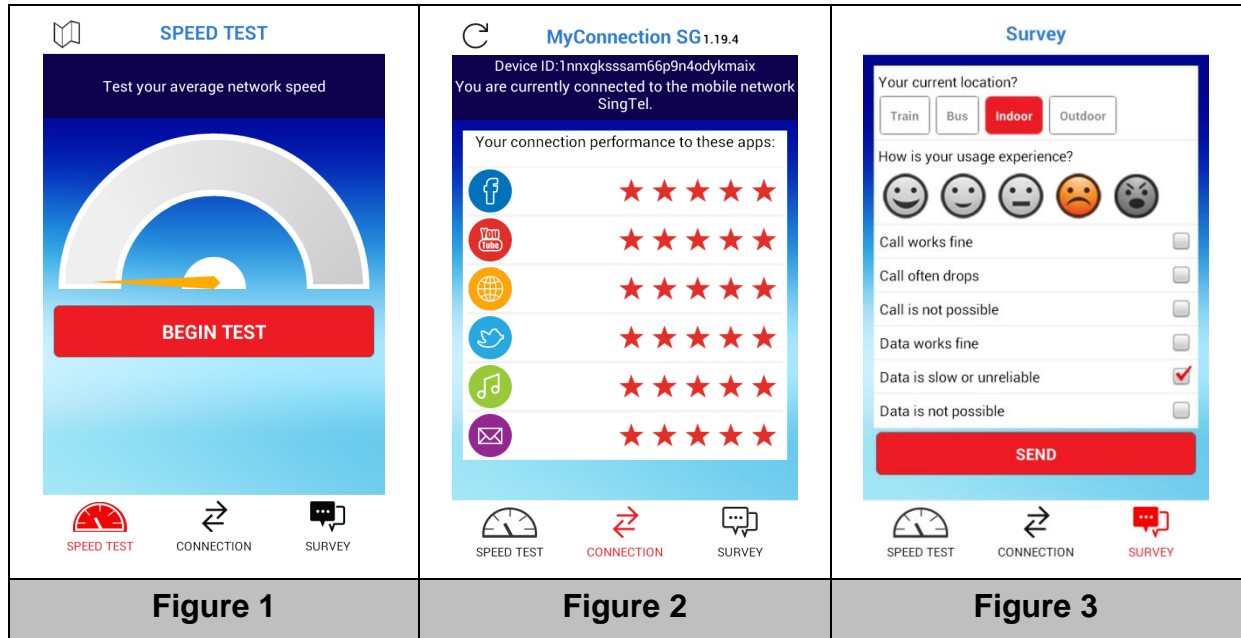 SPEED TEST
Test your average network speed
BEGIN TEST
SPEED TEST
CONNECTION
SURVEY
Figure 1
MyConnection SG 1.19.4
Device ID:1nnxgksssam66p9n4odykmaix
You are currently connected to the mobile network
SingTel.
Your connection performance to these apps:
f
You
Tube
SPEED TEST
CONNECTION
SURVEY
Figure 2
Survey
Your current location?
Train
Bus
Indoor
Outdoor
How is your usage experience?
Call works fine
Call often drops
Call is not possible
Data works fine
Data is slow or unreliable
Data is not possible
SEND
SPEED TEST
CONNECTION
SURVEY
Figure 3